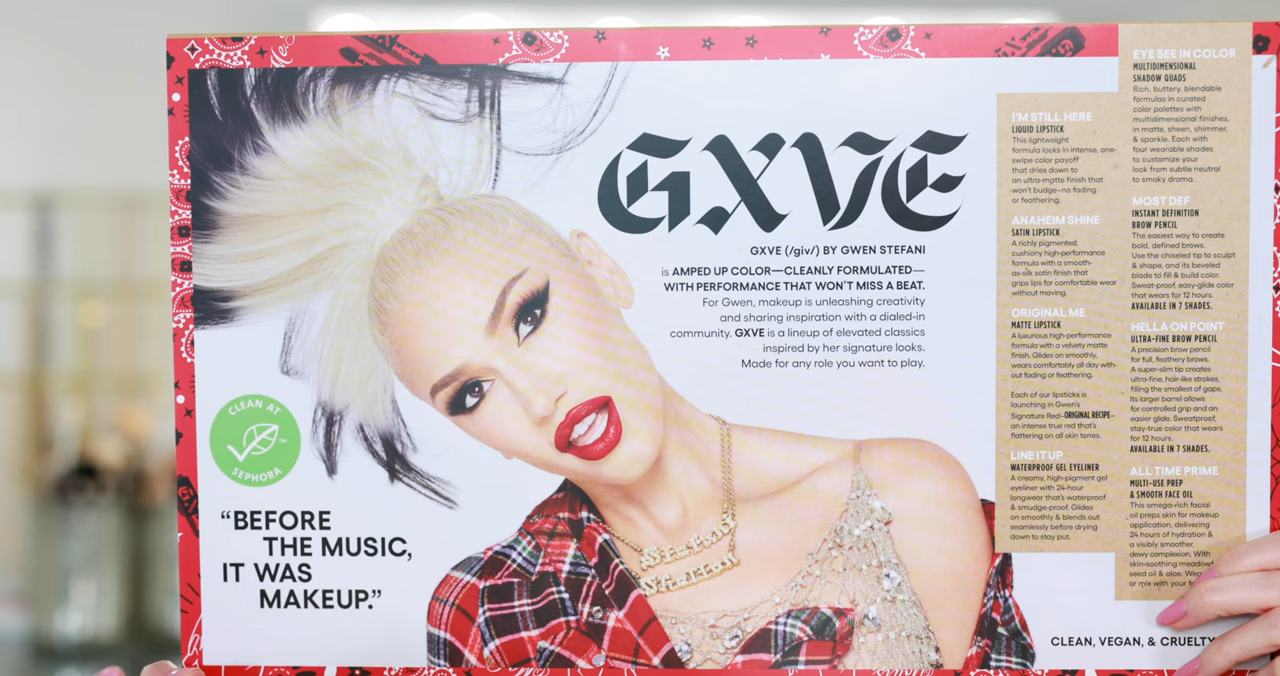 GXVE
GXVE (/giv/) BY GWEN STEFANI
is AMPED UP COLOR—CLEANLY FORMULATED—
WITH PERFORMANCE THAT WON'T MISS A BEAT.
For Gwen, makeup is unleashing creativity
and sharing inspiration with a dialed-in
community. GXVE is a lineup of elevated classics
inspired by her signature looks.
Made for any role you want to play.
CLEAN AT
SEPHORA
“BEFORE
THE MUSIC,
IT WAS
MAKEUP.”
I'M STILL HERE
LIQUID LIPSTICK
This lightweight
formula locks in intense, one-
swipe color payoff
that dries down to
an ultra-matte finish that
won't budge–no fading
or feathering.
ANAHEIM SHINE
SATIN LIPSTICK
A richly pigmented,
cushiony high-performance
formula with a smooth-
as-silk satin finish that
grips lips for comfortable wear
without moving.
ORIGINAL ME
MATTE LIPSTICK
A luxurious high-performance
formula with a velvety matte
finish. Glides on smoothly,
wears comfortably all day with-
out fading or feathering.
Each of our lipsticks is
launching in Gwen's
Signature Red–ORIGINAL RECIPE–
an intense true red that's
flattering on all skin tones.
LINE IT UP
WATERPROOF GEL EYELINER
A creamy, high-pigment gel
eyeliner with 24-hour
longwear that's waterproof
& smudge-proof. Glides
on smoothly & blends out
seamlessly before drying
down to stay put.
EYE SEE IN COLOR
MULTIDIMENSIONAL
SHADOW QUADS
Rich, buttery, blendable
formulas in curated
color palettes with
multidimensional finishes,
in matte, sheen, shimmer,
& sparkle. Each with
four wearable shades
to customize your
look from subtle neutral
to smoky drama.
MOST DEF
INSTANT DEFINITION
BROW PENCIL
The easiest way to create
bold, defined brows.
Use the chiseled tip to sculpt
& shape, and its beveled
blade to fill & build color.
Sweat-proof, easy-glide color
that wears for 12 hours.
AVAILABLE IN 7 SHADES.
HELLA ON POINT
ULTRA-FINE BROW PENCIL
A precision brow pencil
for full, feathery brows.
A super-slim tip creates
ultra-fine, hair-like strokes,
filling the smallest of gaps.
Its larger barrel allows
for controlled grip and an
easier glide. Sweatproof,
stay-true color that wears
for 12 hours.
AVAILABLE IN 7 SHADES.
ALL TIME PRIME
MULTI-USE PREP
& SMOOTH FACE OIL
This omega-rich facial
oil preps skin for makeup
application, delivering
24 hours of hydration &
a visibly smoother,
dewy complexion. With
skin-soothing meadowf
seed oil & aloe. Wea
or mix with your f
CLEAN, VEGAN, & CRUELTY